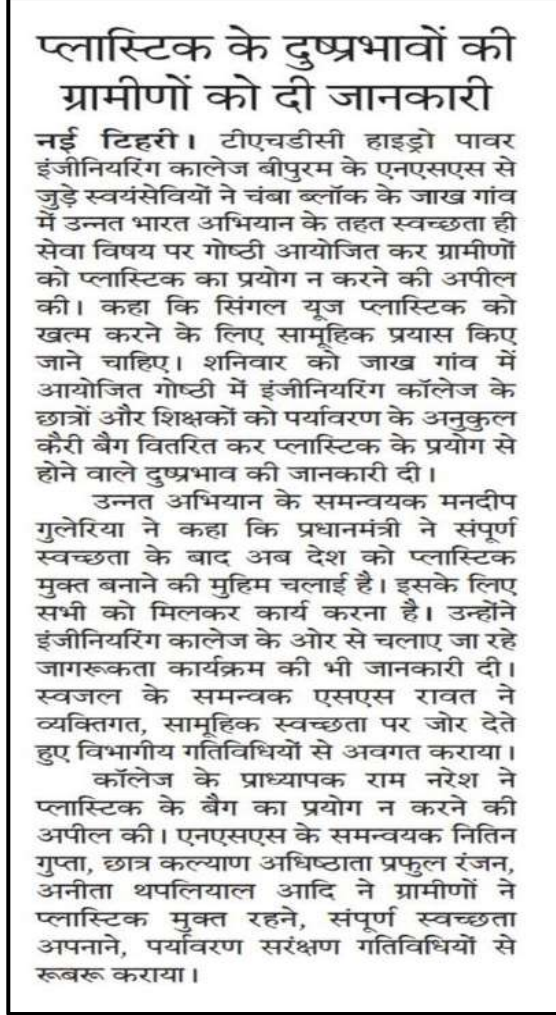 प्लास्टिक के दुष्प्रभावों की
ग्रामीणों को दी जानकारी
नई टिहरी। टीएचडीसी हाइड्रो पावर
इंजीनियरिंग कालेज बीपुरम के एनएसएस से
जुड़े स्वयंसेवियों ने चंबा ब्लॉक के जाख गांव
में उन्नत भारत अभियान के तहत स्वच्छता ही
सेवा विषय पर गोष्ठी आयोजित कर ग्रामीणों
को प्लास्टिक का प्रयोग न करने की अपील
की। कहा कि सिंगल यूज प्लास्टिक को
खत्म करने के लिए सामूहिक प्रयास किए
जाने चाहिए। शनिवार को जाख गांव में
आयोजित गोष्ठी में इंजीनियरिंग कॉलेज के
छात्रों और शिक्षकों को पर्यावरण के अनुकुल
कैरी बैग वितरित कर प्लास्टिक के प्रयोग से
होने वाले दुष्प्रभाव की जानकारी दी।
उन्नत अभियान के समन्वयक मनदीप
गुलेरिया ने कहा कि प्रधानमंत्री ने संपूर्ण
स्वच्छता के बाद अब देश को प्लास्टिक
मुक्त बनाने की मुहिम चलाई है। इसके लिए
सभी को मिलकर कार्य करना है। उन्होंने
इंजीनियरिंग कालेज के ओर से चलाए जा रहे
जागरूकता कार्यक्रम की भी जानकारी दी।
स्वजल के समन्वक एसएस रावत ने
व्यक्तिगत, सामूहिक स्वच्छता पर जोर देते
हुए विभागीय गतिविधियों से अवगत कराया।
कॉलेज के प्राध्यापक राम नरेश ने
प्लास्टिक के बैग का प्रयोग न करने की
अपील की। एनएसएस के समन्वयक नितिन
गुप्ता, छात्र कल्याण अधिष्ठाता प्रफुल रंजन,
अनीता थपलियाल आदि ने ग्रामीणों ने
प्लास्टिक मुक्त रहने, संपूर्ण स्वच्छता
अपनाने, पर्यावरण सरंक्षण गतिविधियों से
रूबरू कराया।